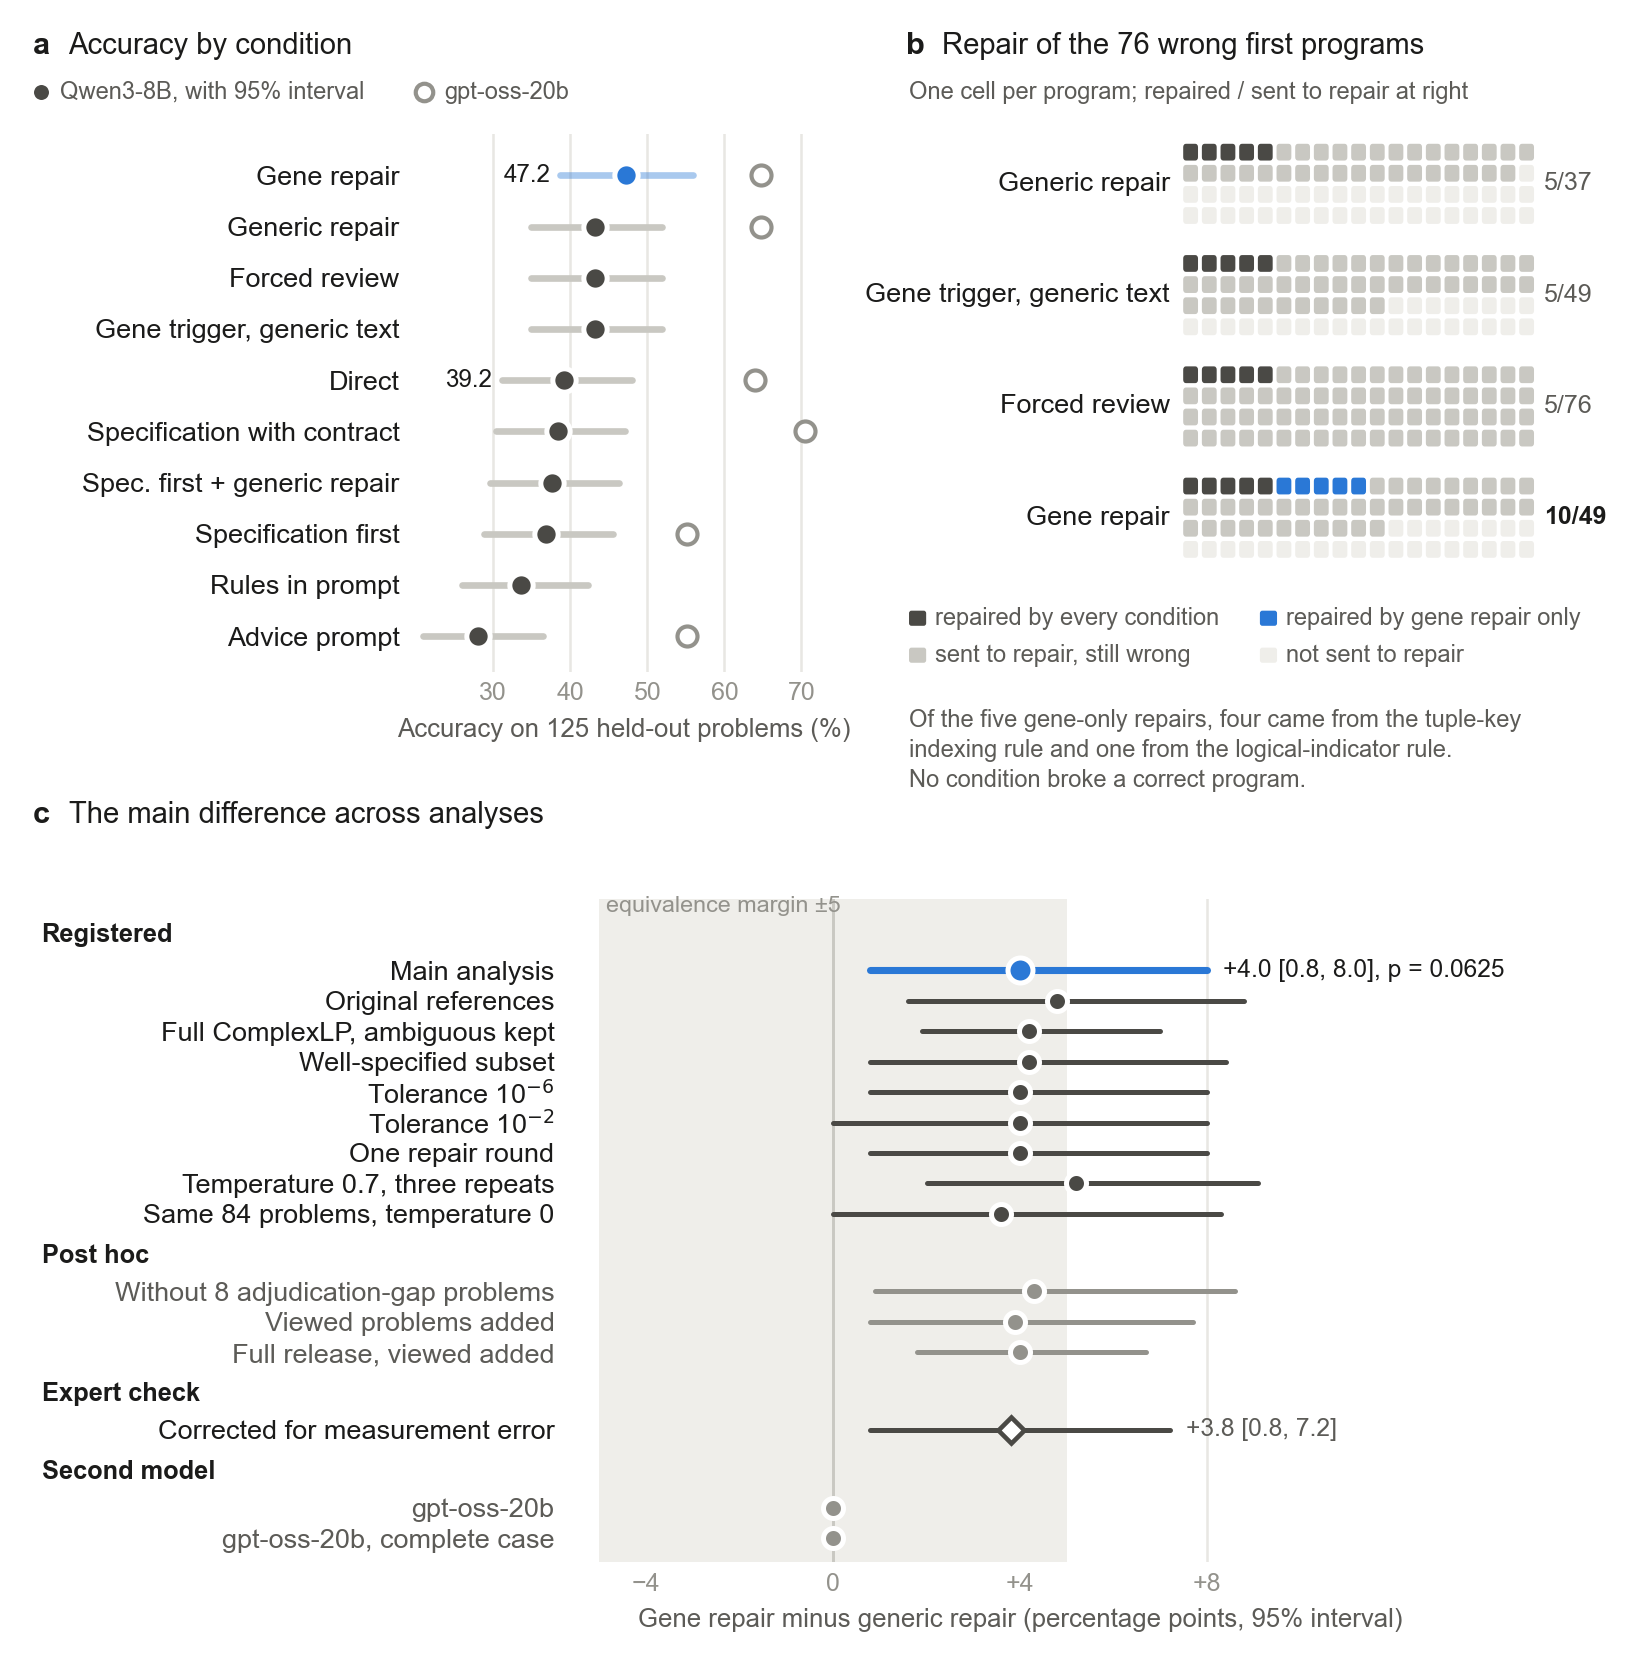 a Accuracy by condition
Qwen3-8B, with 95% interval
gpt-oss-20b
Gene repair
47.2
Generic repair
Forced review
Gene trigger, generic text
Direct
39.2
Specification with contract
Spec. first + generic repair
Specification first
Rules in prompt
Advice prompt
30 40 50 60 70
Accuracy on 125 held-out problems (%)
b Repair of the 76 wrong first programs
One cell per program; repaired / sent to repair at right
Generic repair
5/37
Gene trigger, generic text
5/49
Forced review
5/76
Gene repair
10/49
repaired by every condition
repaired by gene repair only
sent to repair, still wrong
not sent to repair
Of the five gene-only repairs, four came from the tuple-key
indexing rule and one from the logical-indicator rule.
No condition broke a correct program.
c The main difference across analyses
equivalence margin ±5
Registered
Main analysis
+4.0 [0.8, 8.0], p = 0.0625
Original references
Full ComplexLP, ambiguous kept
Well-specified subset
Tolerance 10⁻⁶
Tolerance 10⁻²
One repair round
Temperature 0.7, three repeats
Same 84 problems, temperature 0
Post hoc
Without 8 adjudication-gap problems
Viewed problems added
Full release, viewed added
Expert check
Corrected for measurement error
+3.8 [0.8, 7.2]
Second model
gpt-oss-20b
gpt-oss-20b, complete case
−4 0 +4 +8
Gene repair minus generic repair (percentage points, 95% interval)